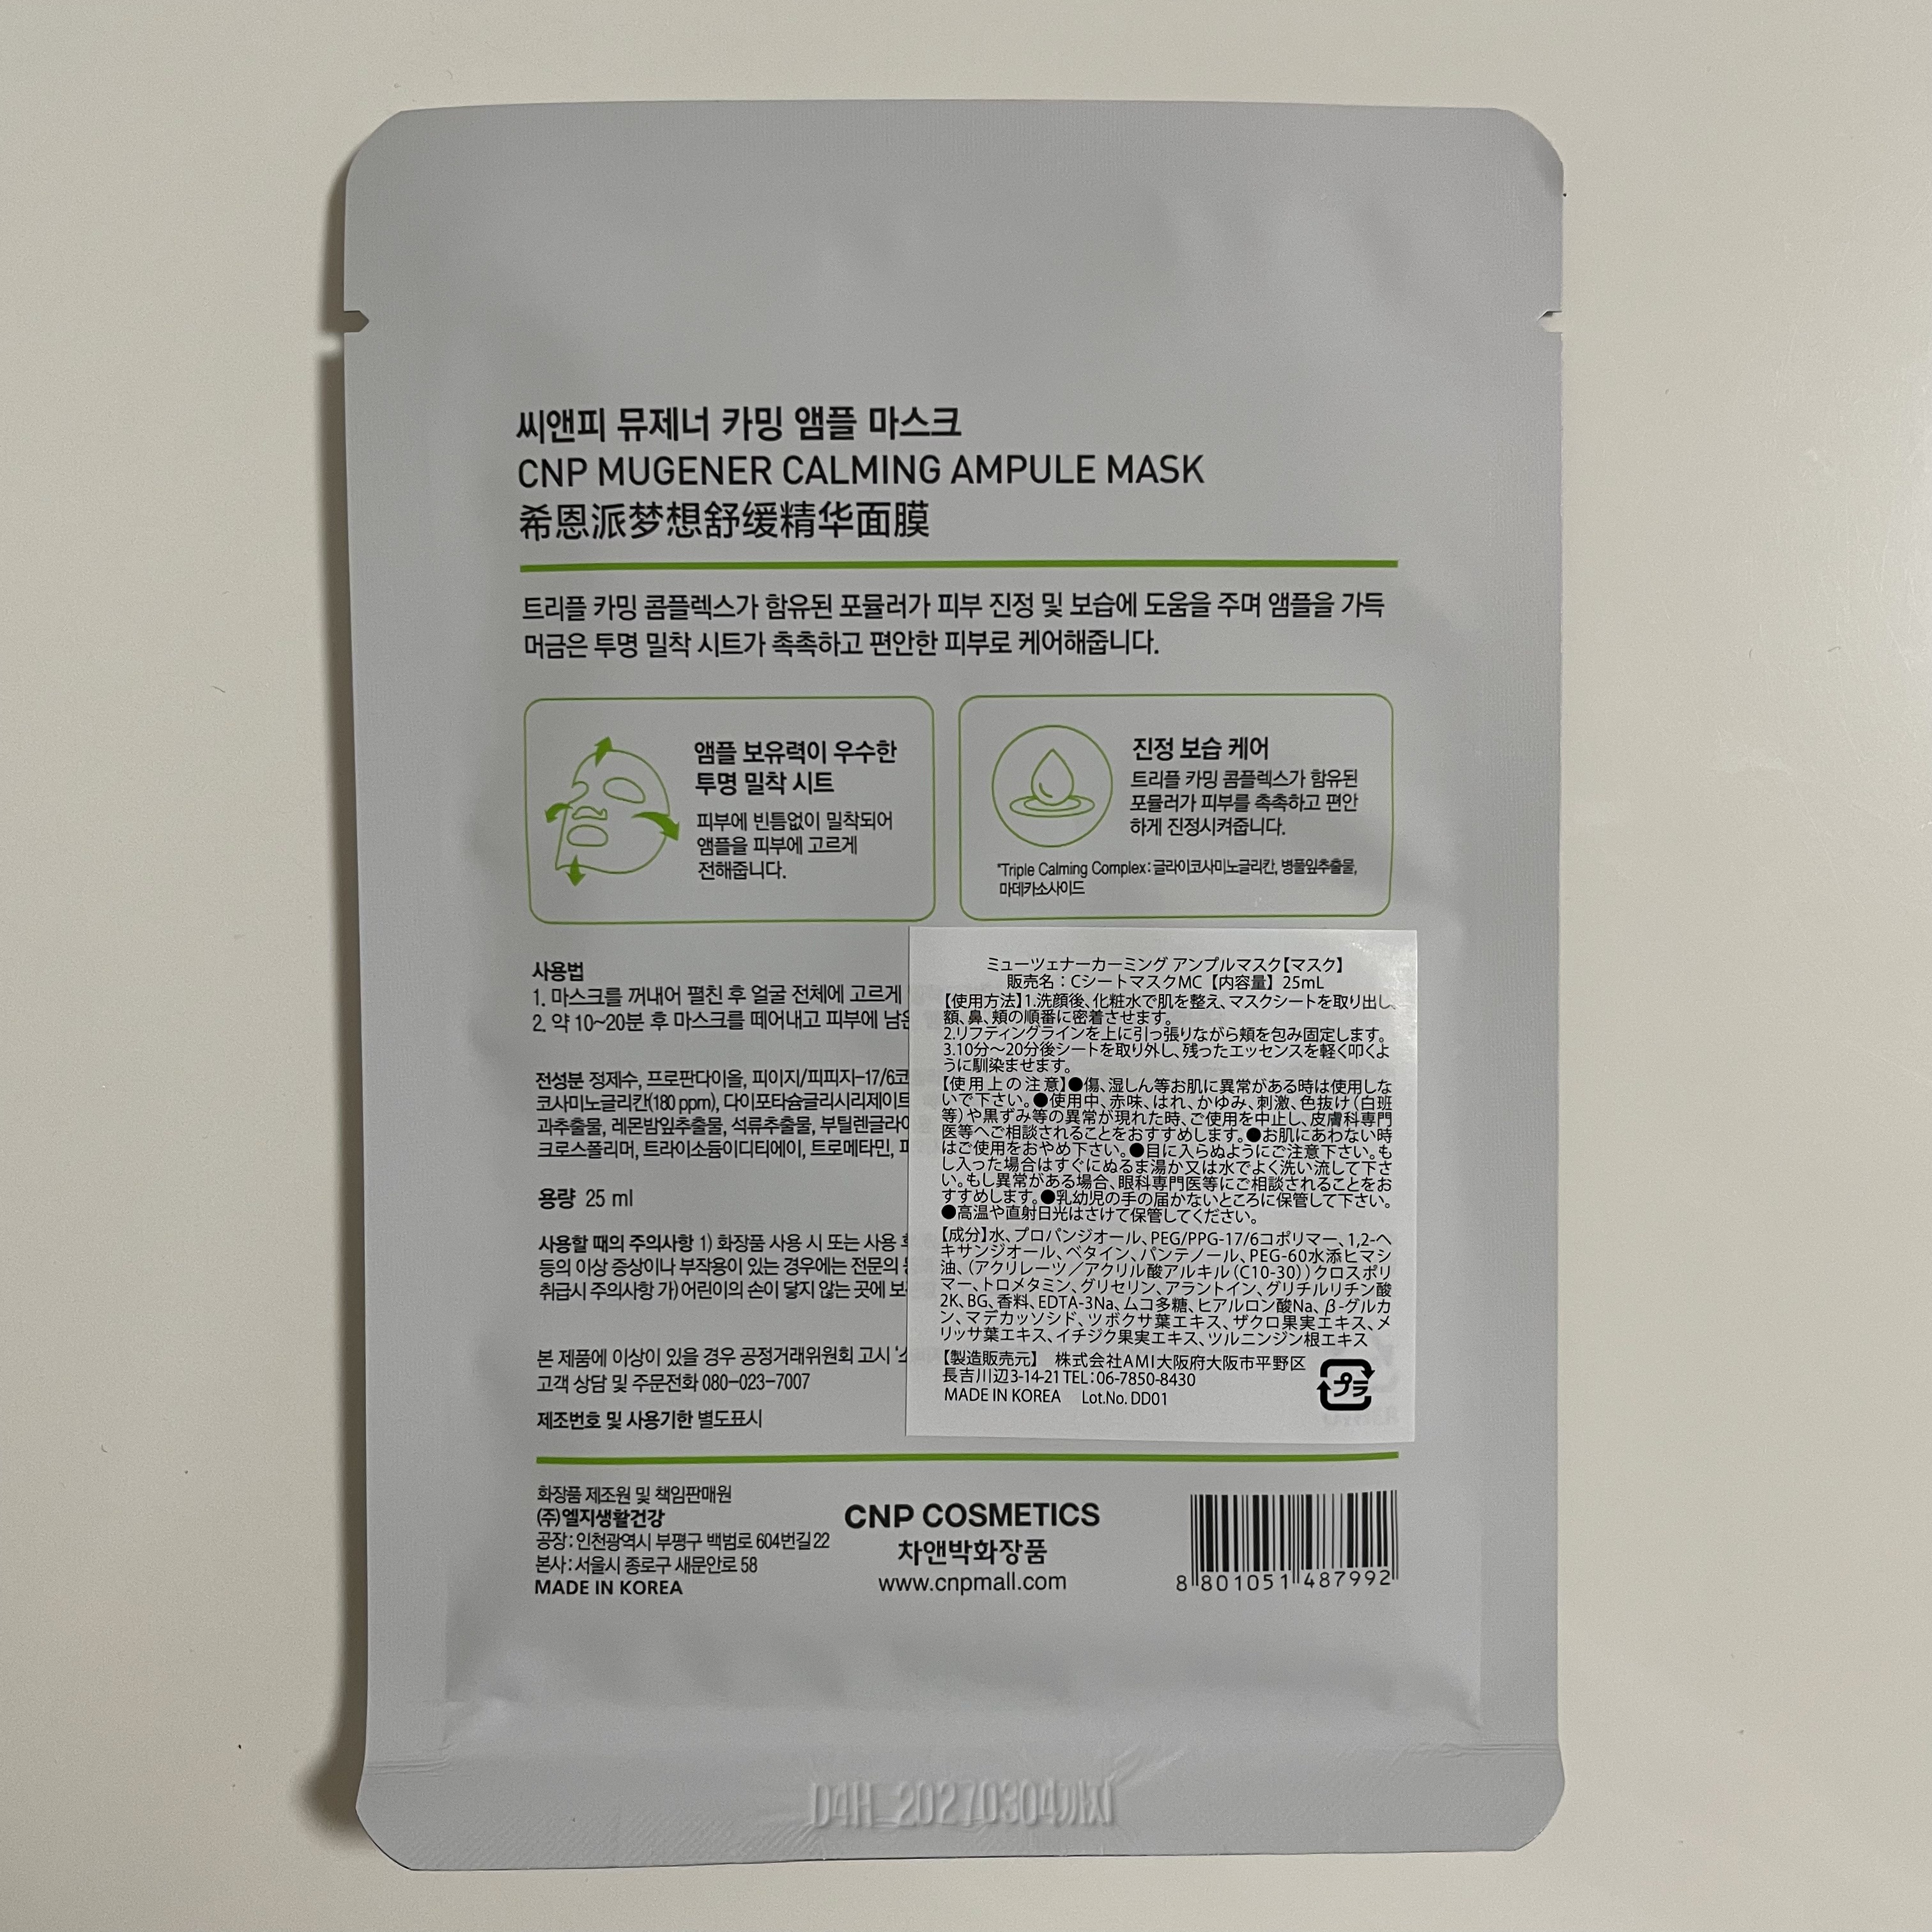 씨앤피 뮤제너 카밍 앰플 마스크
CNP MUGENER CALMING AMPULE MASK
希恩派梦想舒缓精华面膜
트리플 카밍 콤플렉스가 함유된 포뮬러가 피부 진정 및 보습에 도움을 주며 앰플을 가득
머금은 투명 밀착 시트가 촉촉하고 편안한 피부로 케어해줍니다.
앰플 보유력이 우수한
투명 밀착 시트
피부에 빈틈없이 밀착되어
앰플을 피부에 고르게
전해줍니다.
진정 보습 케어
트리플 카밍 콤플렉스가 함유된
포뮬러가 피부를 촉촉하고 편안
하게 진정시켜줍니다.
*Triple Calming Complex: 글라이코사미노글리칸, 병풀잎추출물,
마데카소사이드
사용법
1. 마스크를 꺼내어 펼친 후 얼굴 전체에 고르게
2. 약 10~20분 후 마스크를 떼어내고 피부에 남은
전성분 정제수, 프로판다이올, 피이지/피피지-17/6코
코사미노글리칸(180 ppm), 다이포타슘글리시리제이트
과추출물, 레몬밤잎추출물, 석류추출물, 부틸렌글라이
크로스폴리머, 트라이소듐이디티에이, 트로메타민, 피
용량 25 ml
사용할 때의 주의사항 1) 화장품 사용 시 또는 사용 후
등의 이상 증상이나 부작용이 있는 경우에는 전문의 등
취급시 주의사항 가) 어린이의 손이 닿지 않는 곳에 보
본 제품에 이상이 있을 경우 공정거래위원회 고시 '소
고객 상담 및 주문전화 080-023-7007
제조번호 및 사용기한 별도표시
ミューツェナーカーミング アンプルマスク【マスク】
販売名：CシートマスクMC【内容量】25mL
【使用方法】1.洗顔後、化粧水で肌を整え、マスクシートを取り出し、
額、鼻、頬の順番に密着させます。
2.リフティングラインを上に引っ張りながら頬を包み固定します。
3.10分～20分後シートを取り外し、残ったエッセンスを軽く叩くよ
うに馴染ませます。
【使用上の注意】●傷、湿しん等お肌に異常がある時は使用しな
いで下さい。●使用中、赤味、はれ、かゆみ、刺激、色抜け（白斑
等）や黒ずみ等の異常が現れた時、ご使用を中止し、皮膚科専門
医等へご相談されることをおすすめします。●お肌にあわない時
はご使用をおやめ下さい。●目に入らぬようにご注意下さい。も
し入った場合はすぐにぬるま湯か又は水でよく洗い流して下さ
い。もし異常がある場合、眼科専門医等にご相談されることをお
すすめします。●乳幼児の手の届かないところに保管して下さい。
●高温や直射日光はさけて保管してください。
【成分】水、プロパンジオール、PEG/PPG-17/6コポリマー、1,2-ヘ
キサンジオール、ベタイン、パンテノール、PEG-60水添ヒマシ
油、（アクリレーツ／アクリル酸アルキル（C10-30））クロスポリ
マー、トロメタミン、グリセリン、アラントイン、グリチルリチン酸
2K、BG、香料、EDTA-3Na、ムコ多糖、ヒアルロン酸Na、β-グルカ
ン、マデカッソシド、ツボクサ葉エキス、ザクロ果実エキス、メ
リッサ葉エキス、イチジク果実エキス、ツルニンジン根エキス
【製造販売元】 株式会社AMI大阪府大阪市平野区
長吉川辺3-14-21 TEL:06-7850-8430
MADE IN KOREA Lot.No. DD01
プラ
화장품 제조원 및 책임판매원
(주)엘지생활건강
공장: 인천광역시 부평구 백범로 604번길 22
본사: 서울시 종로구 새문안로 58
MADE IN KOREA
CNP COSMETICS
차앤박화장품
www.cnpmall.com
8 801051 487992
D4H 20270304까지